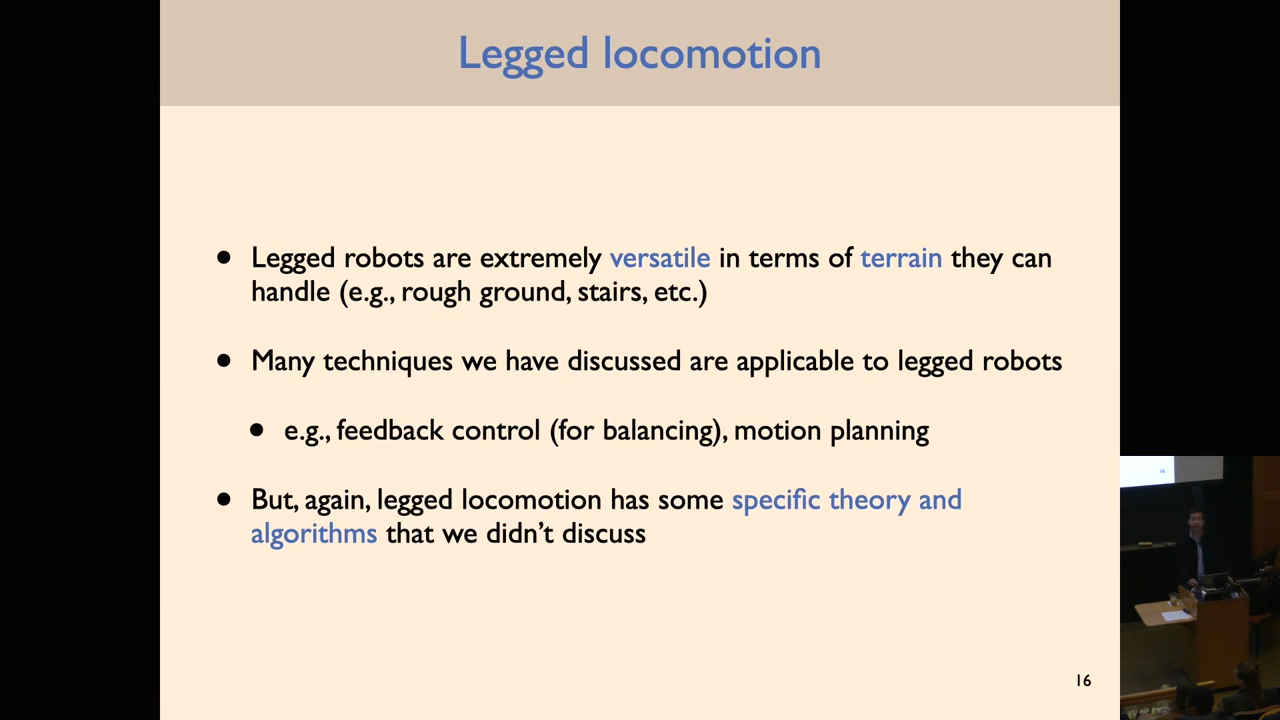 Legged locomotion
• Legged robots are extremely versatile in terms of terrain they can
handle (e.g., rough ground, stairs, etc.)
• Many techniques we have discussed are applicable to legged robots
• e.g., feedback control (for balancing), motion planning
• But, again, legged locomotion has some specific theory and
algorithms that we didn’t discuss
16
16